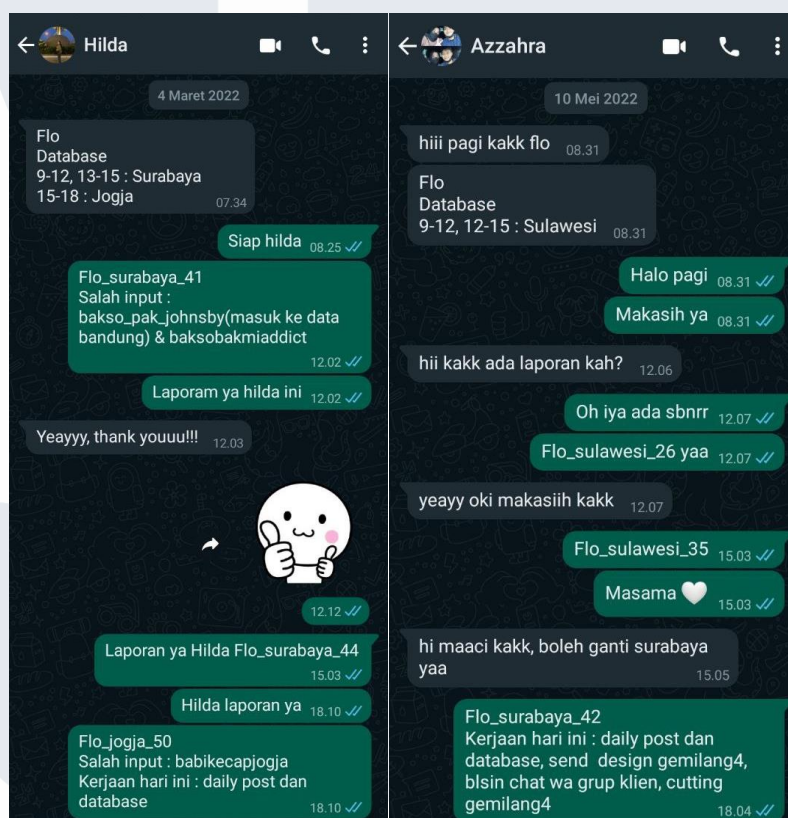 Hilda
4 Maret 2022
Flo
Database
9-12, 13-15 : Surabaya
15-18 : Jogja
07.34
Siap hilda 08.25
Flo_surabaya_41
Salah input :
bakso_pak_johnsby(masuk ke data
bandung) & baksobakmiaddict
12.02
Laporam ya hilda ini 12.02
Yeayyy, thank youuu!!! 12.03
12.12
Laporan ya Hilda Flo_surabaya_44
15.03
Hilda laporan ya 18.10
Flo_jogja_50
Salah input : babikecapjogja
Kerjaan hari ini : daily post dan
database
18.10
Azzahra
10 Mei 2022
hiii pagi kakk flo 08.31
Flo
Database
9-12, 12-15 : Sulawesi 08.31
Halo pagi 08.31
Makasih ya 08.31
hii kakk ada laporan kah? 12.06
Oh iya ada sbnrr 12.07
Flo_sulawesi_26 yaa 12.07
yeayy oki makasiih kakk 12.07
Flo_sulawesi_35 15.03
Masama 🤍 15.03
hi maaci kakk, boleh ganti surabaya
yaa 15.05
Flo_surabaya_42
Kerjaan hari ini : daily post dan
database, send design gemilang4,
blsin chat wa grup klien, cutting
gemilang4 18.04